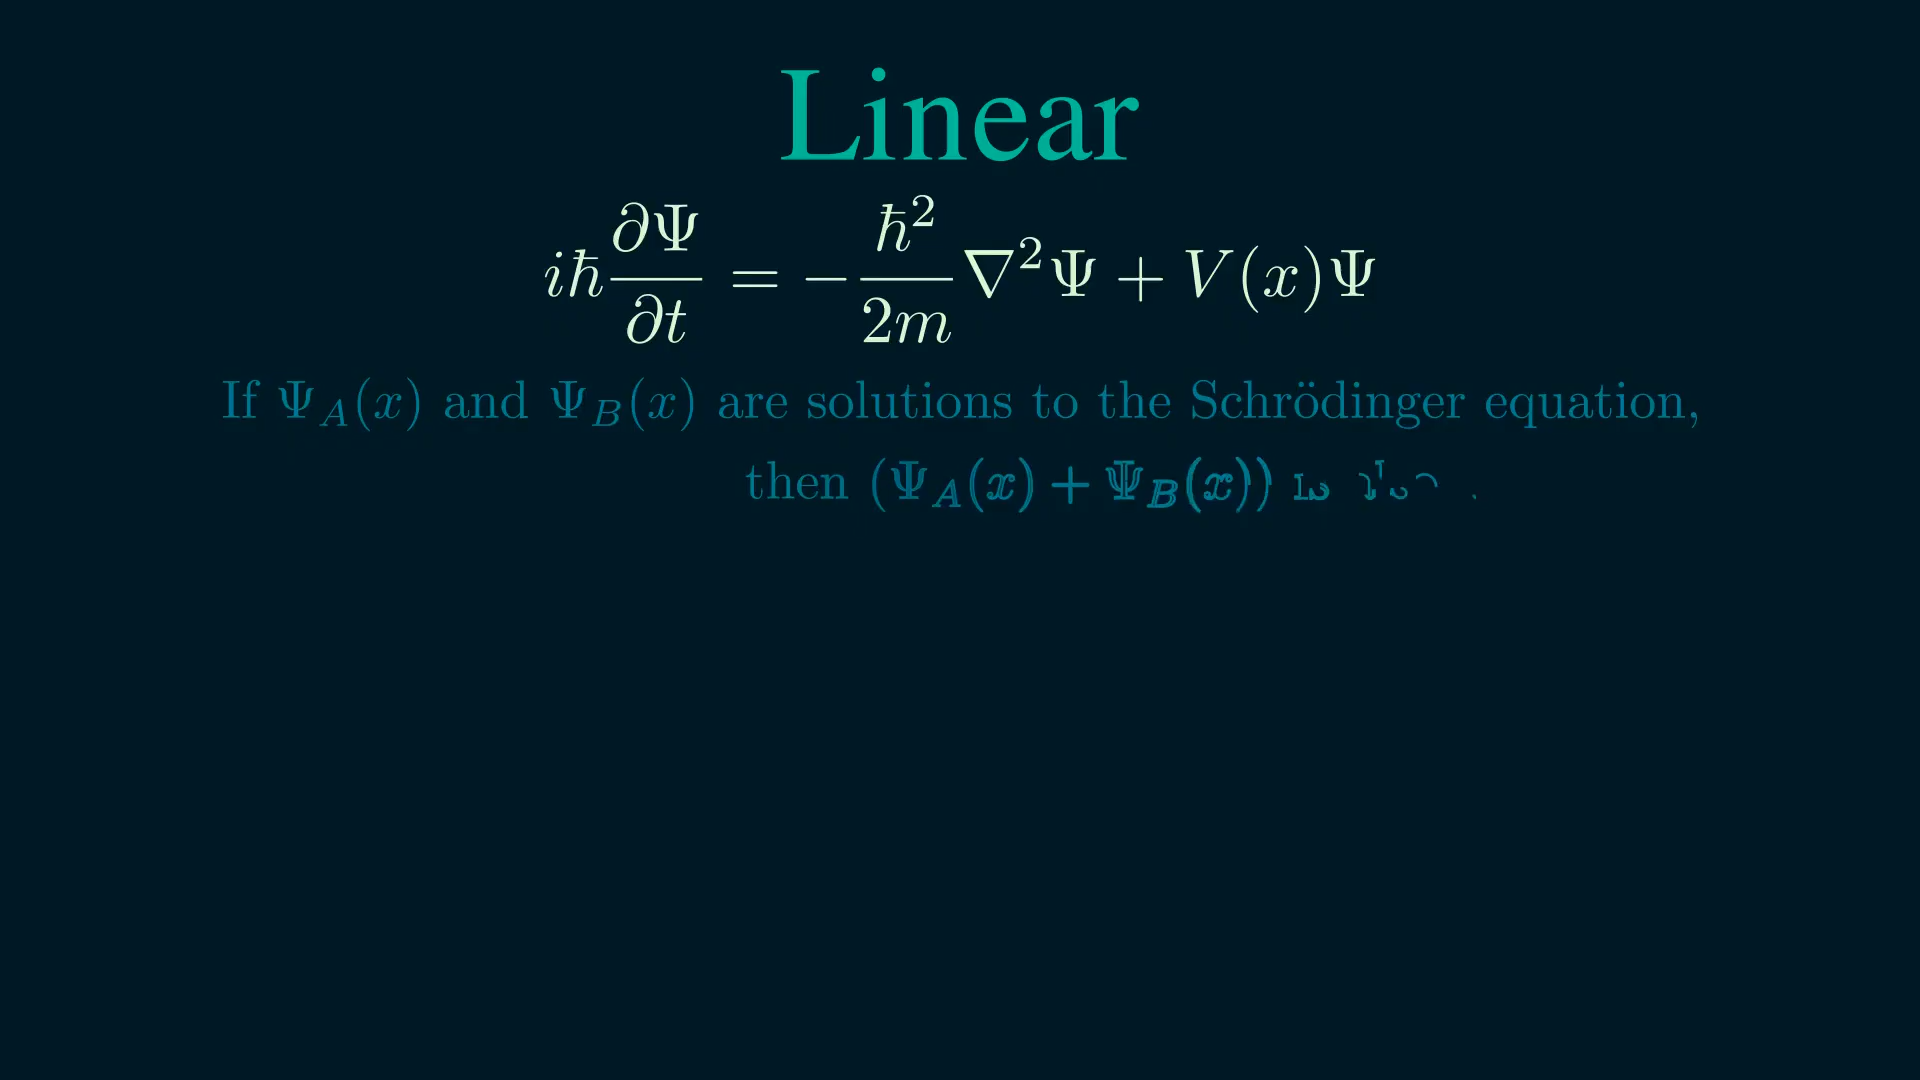 Linear
iℏ ∂Ψ/∂t = −ℏ²/2m ∇²Ψ + V(x)Ψ
If Ψ_A(x) and Ψ_B(x) are solutions to the Schrödinger equation,
then (Ψ_A(x) + Ψ_B(x))